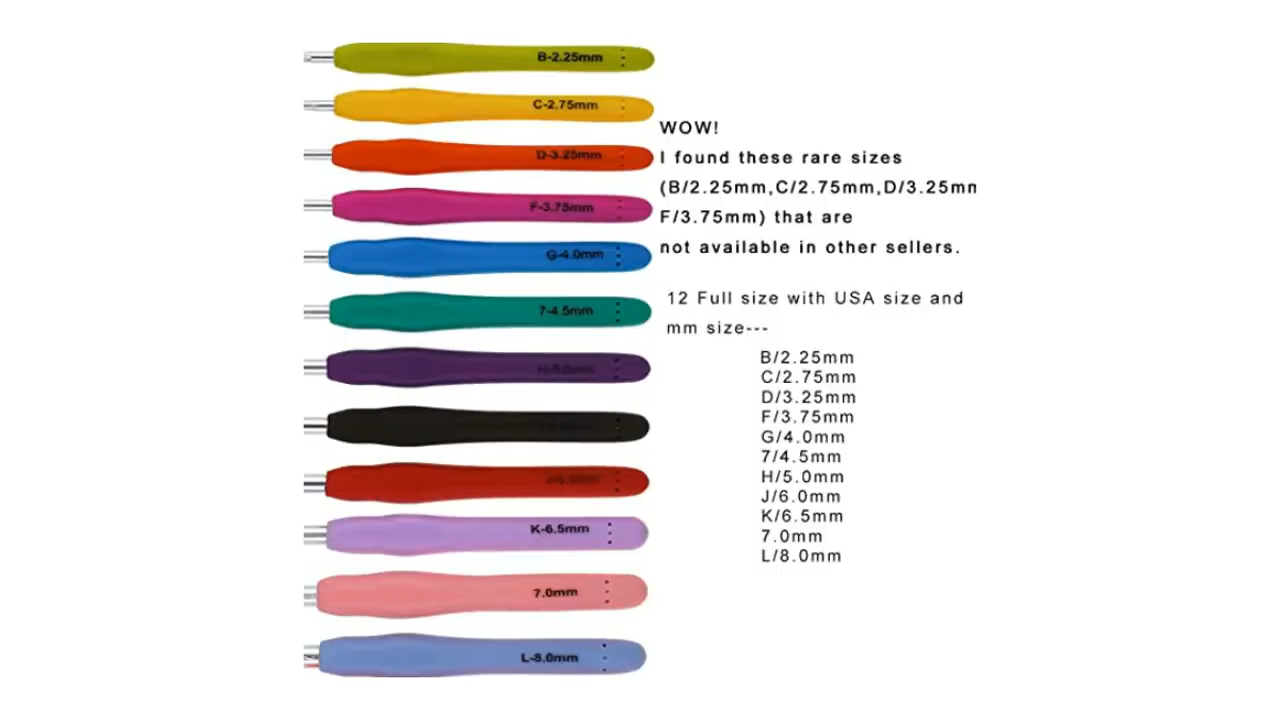 B-2.25mm
C-2.75mm
D-3.25mm
F-3.75mm
G-4.0mm
7-4.5mm
H-5.0mm
K-6.5mm
7.0mm
L-8.0mm
WOW!
I found these rare sizes
(B/2.25mm,C/2.75mm,D/3.25mm
F/3.75mm) that are
not available in other sellers.
12 Full size with USA size and
mm size---
B/2.25mm
C/2.75mm
D/3.25mm
F/3.75mm
G/4.0mm
7/4.5mm
H/5.0mm
J/6.0mm
K/6.5mm
7.0mm
L/8.0mm